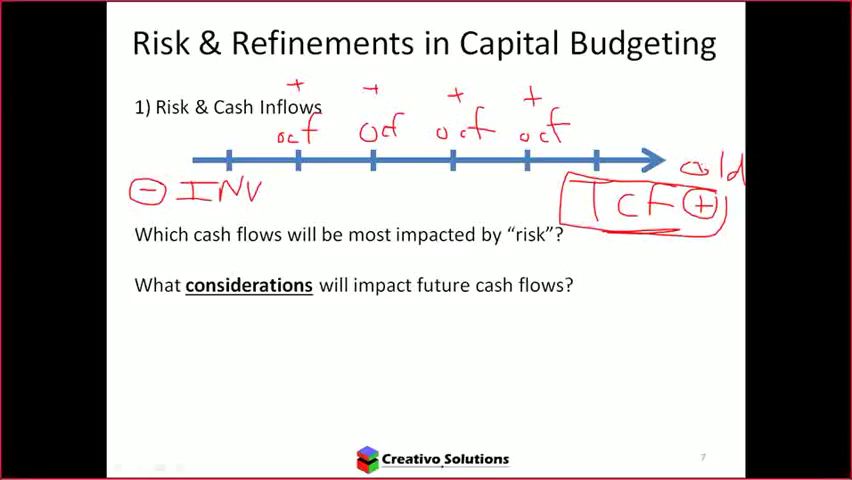 Risk & Refinements in Capital Budgeting
1) Risk & Cash Inflows
+ + + +
ocf ocf ocf ocf
- INV
old
TCF +
Which cash flows will be most impacted by “risk”?
What considerations will impact future cash flows?
Creativo Solutions
7